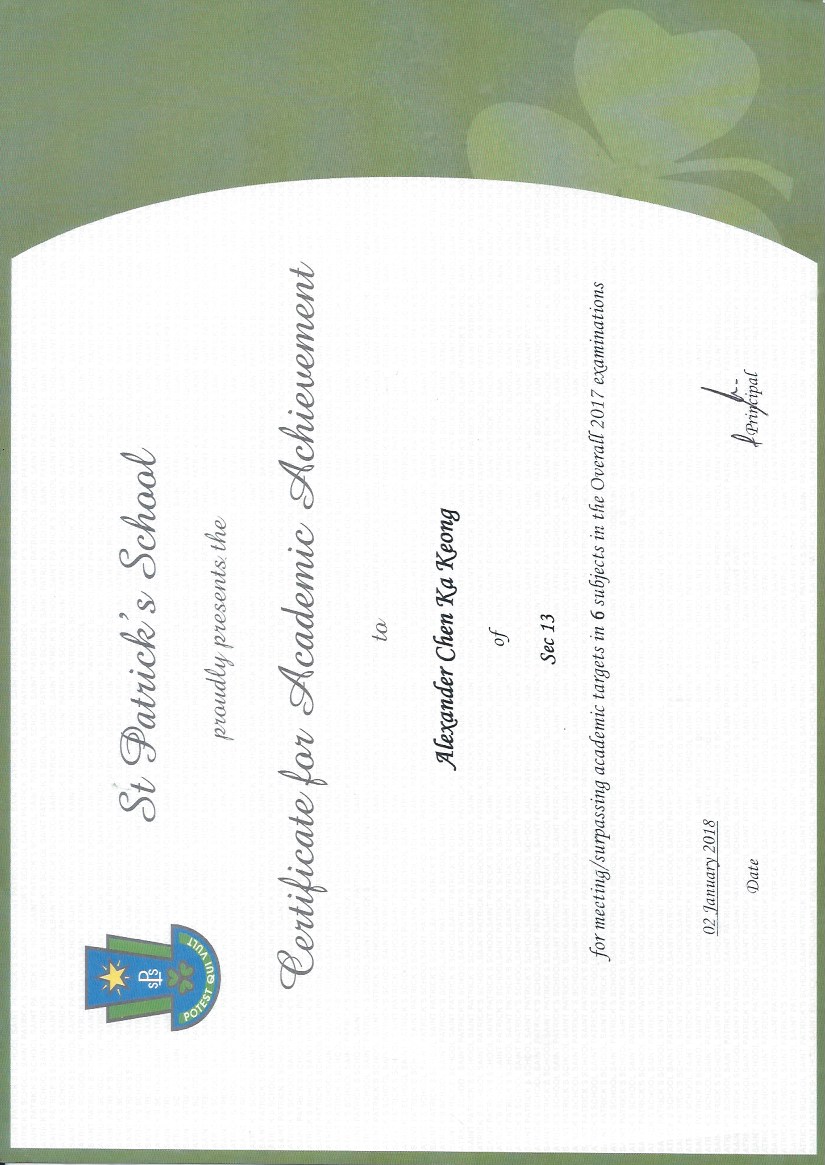 St Patrick's School
SPS
POTEST QUI VULT
proudly presents the
Certificate for Academic Achievement
to
Alexander Chen Ka Keong
of
Sec 13
for meeting/surpassing academic targets in 6 subjects in the Overall 2017 examinations
02 January 2018
Date
Principal